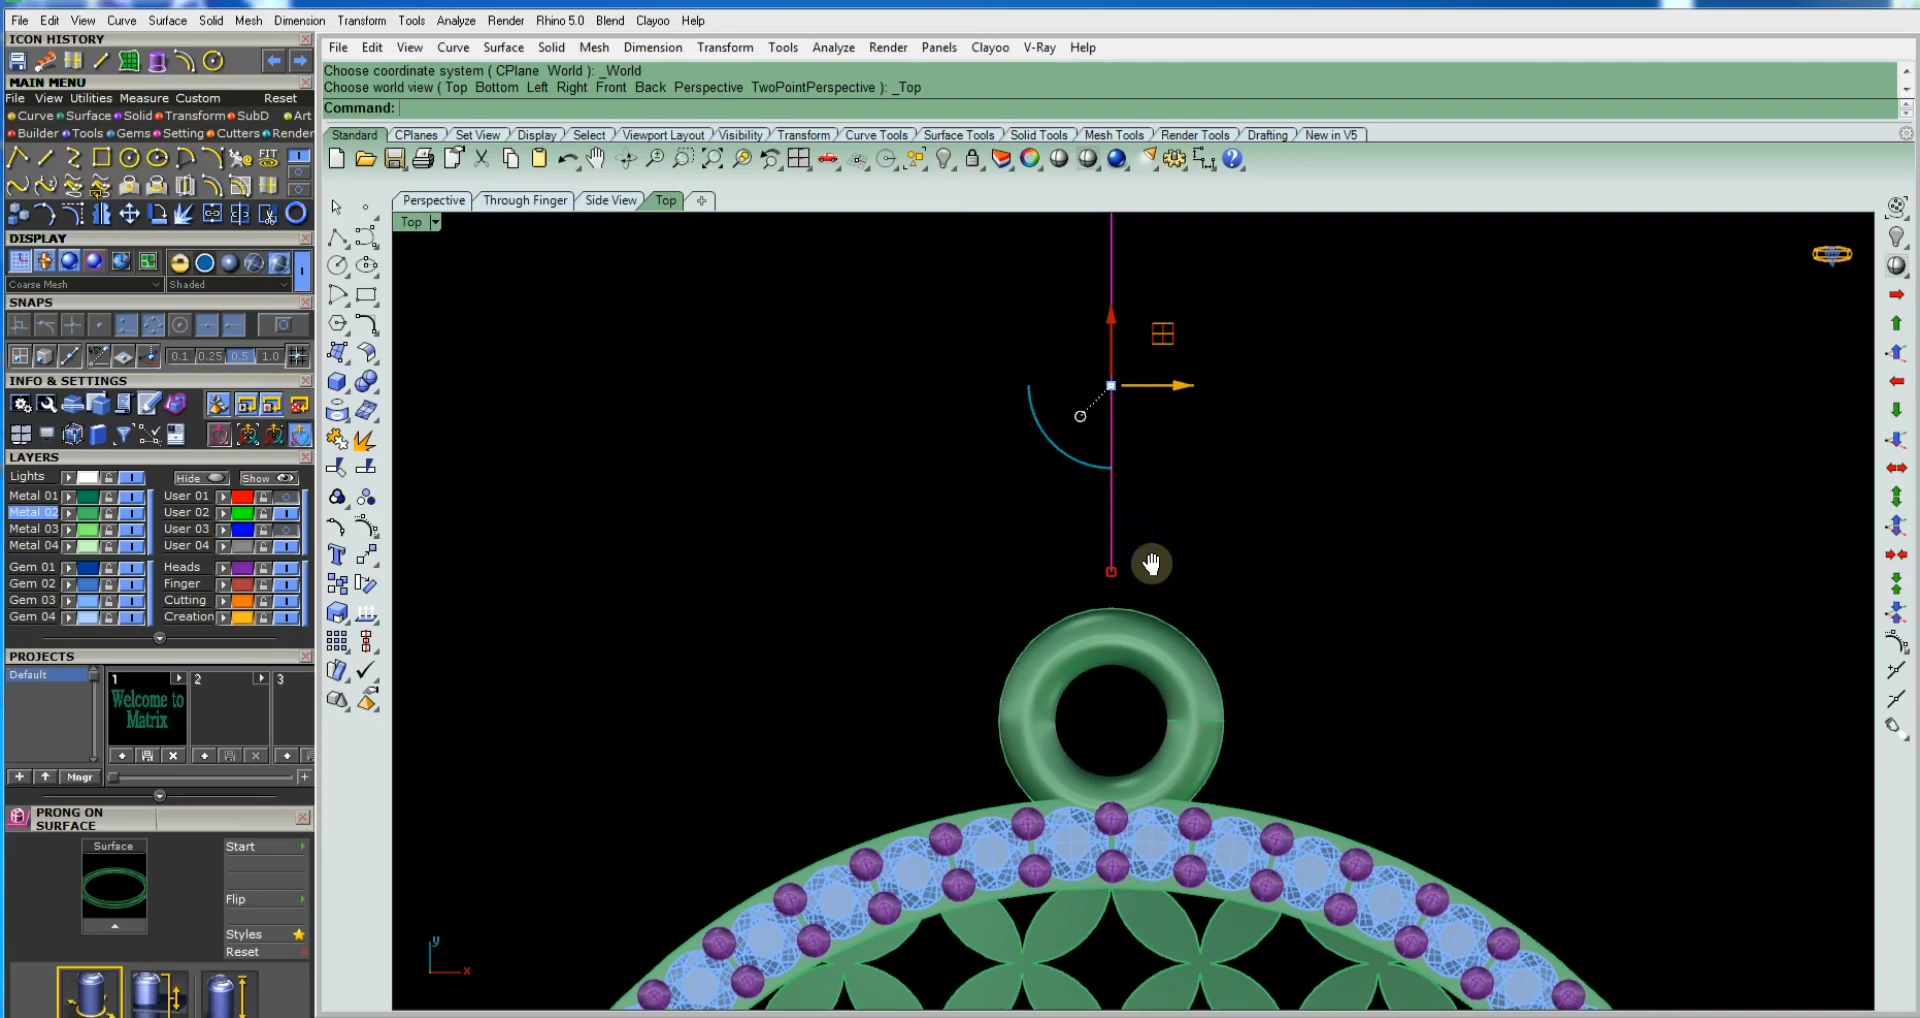 File Edit View Curve Surface Solid Mesh Dimension Transform Tools Analyze Render Rhino 5.0 Blend Clayoo Help
ICON HISTORY
MAIN MENU
File View Utilities Measure Custom Reset
Curve Surface Solid Transform SubD Art
Builder Tools Gems Setting Cutters Render
FIT
DISPLAY
Coarse Mesh Shaded
SNAPS
0.1 0.25 0.5 1.0
INFO & SETTINGS
LAYERS
Lights Hide Show
Metal 01 User 01
Metal 02 User 02
Metal 03 User 03
Metal 04 User 04
Gem 01 Heads
Gem 02 Finger
Gem 03 Cutting
Gem 04 Creation
PROJECTS
Default 1 2 3
Welcome to
Matrix
Mngr
PRONG ON
SURFACE
Surface Start
Flip
Styles
Reset
File Edit View Curve Surface Solid Mesh Dimension Transform Tools Analyze Render Panels Clayoo V-Ray Help
Choose coordinate system ( CPlane World ): _World
Choose world view ( Top Bottom Left Right Front Back Perspective TwoPointPerspective ): _Top
Command:
Standard CPlanes Set View Display Select Viewport Layout Visibility Transform Curve Tools Surface Tools Solid Tools Mesh Tools Render Tools Drafting New in V5
Perspective Through Finger Side View Top
Top
y
x